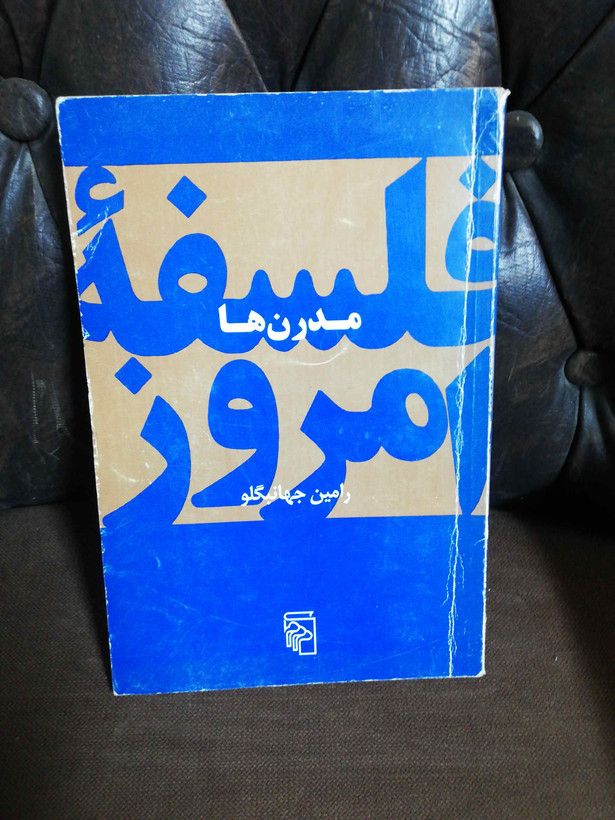 فلسفهٔ
مدرن‌ها
امروز
رامین جهانبگلو